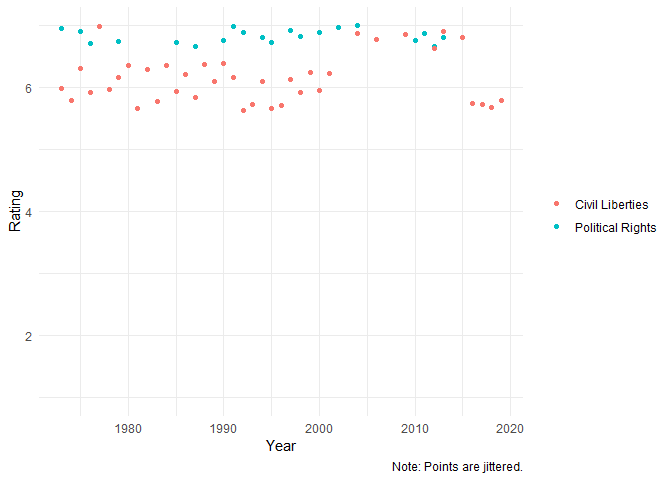 6
4
2
Rating
1980 1990 2000 2010 2020
Year
Civil Liberties
Political Rights
Note: Points are jittered.